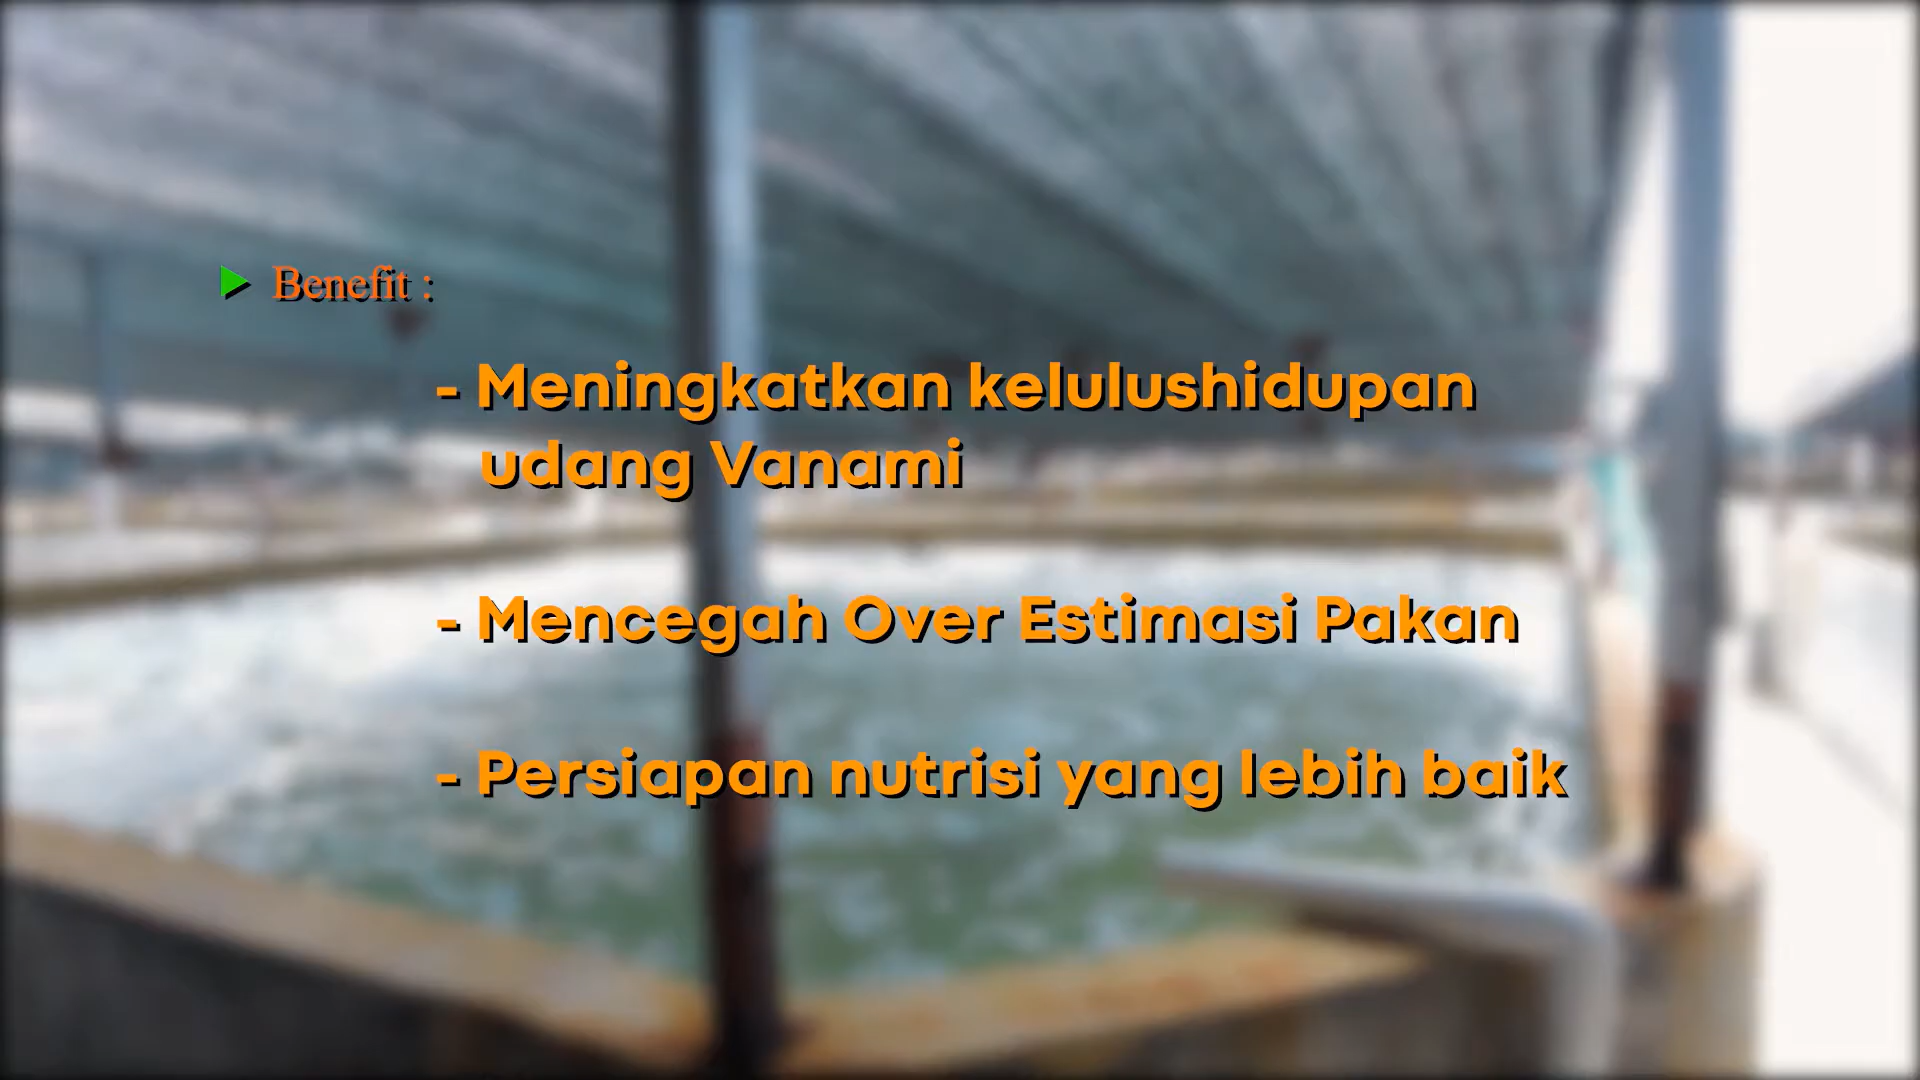 Benefit :
- Meningkatkan kelulushidupan
udang Vanami
- Mencegah Over Estimasi Pakan
- Persiapan nutrisi yang lebih baik